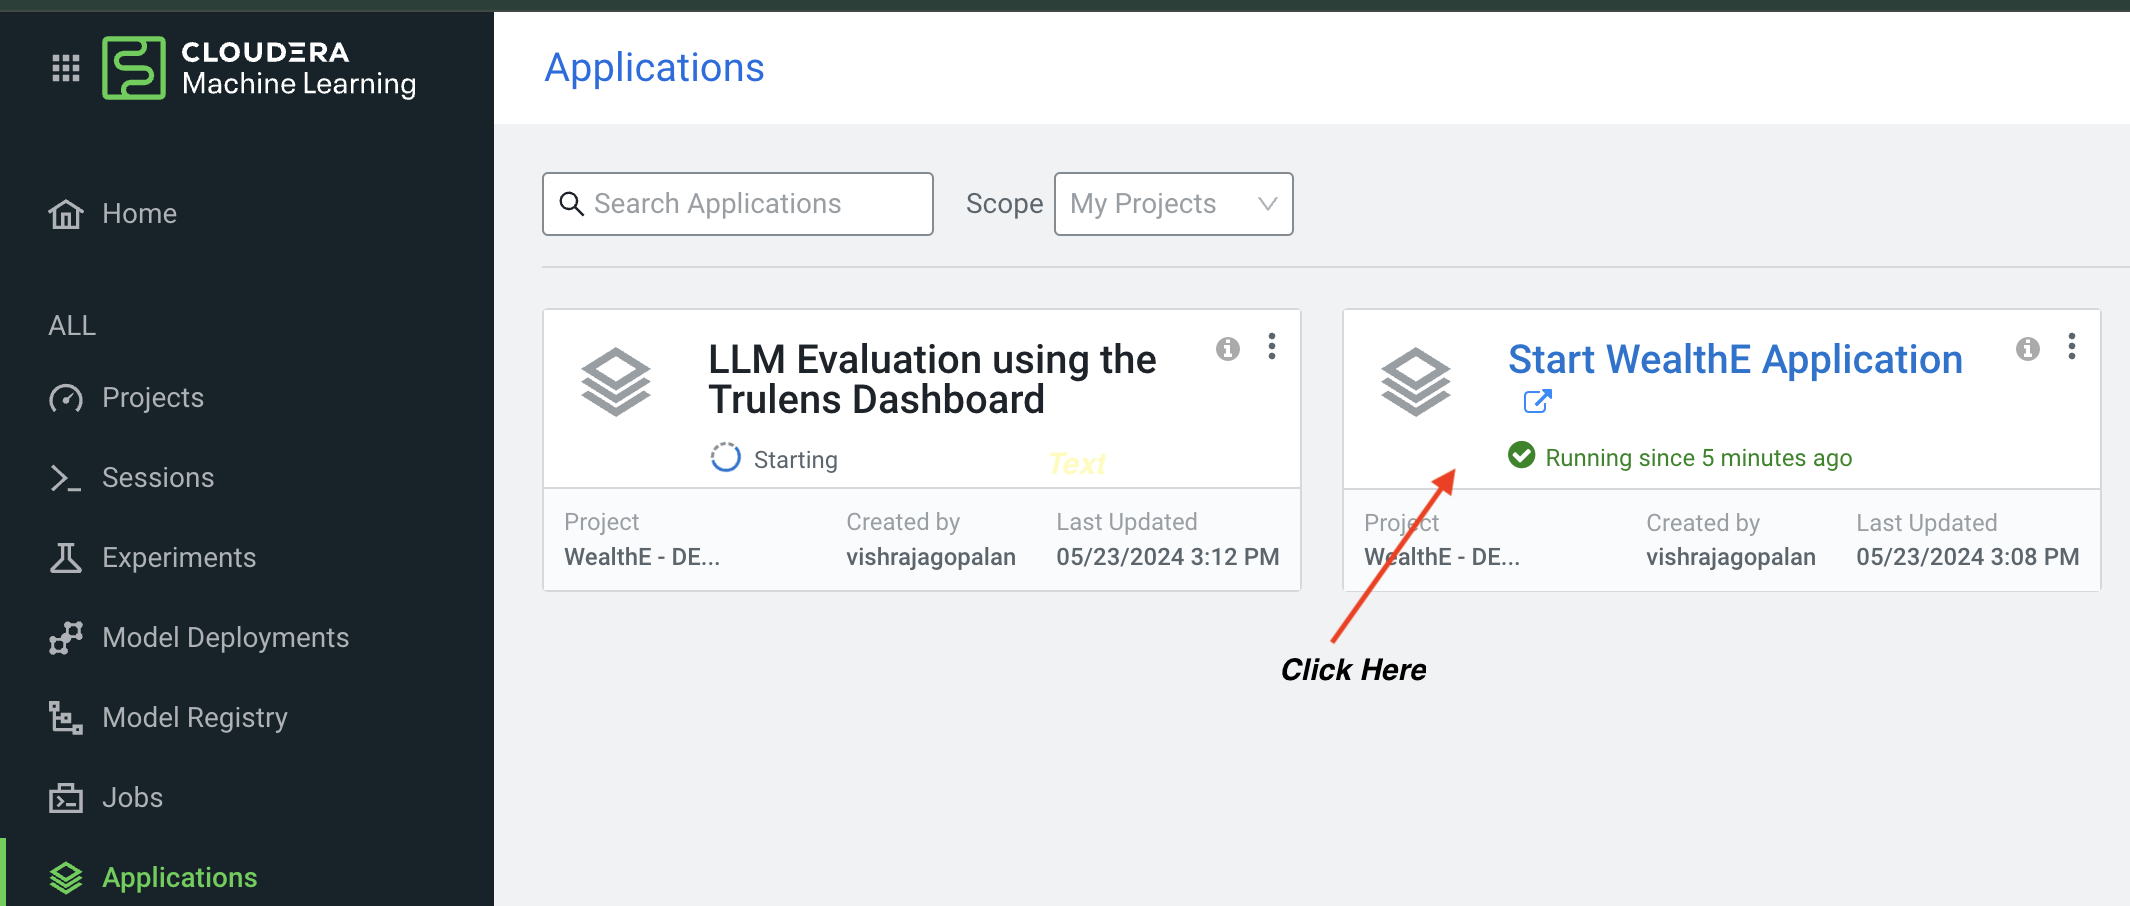 CLOUDERA
Machine Learning
Home
ALL
Projects
Sessions
Experiments
Model Deployments
Model Registry
Jobs
Applications
Applications
Search Applications
Scope
My Projects
LLM Evaluation using the
Trulens Dashboard
Starting
Text
Project
Created by
Last Updated
WealthE - DE...
vishrajagopalan
05/23/2024 3:12 PM
Start WealthE Application
Running since 5 minutes ago
Project
Created by
Last Updated
WealthE - DE...
vishrajagopalan
05/23/2024 3:08 PM
Click Here